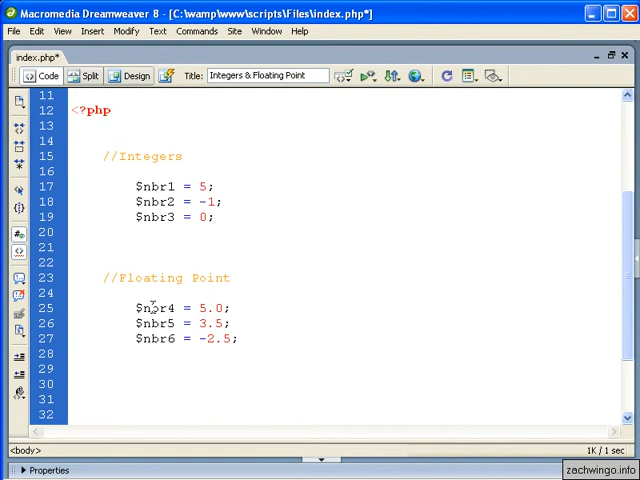 Macromedia Dreamweaver 8 - [C:\wamp\www\scripts\Files\index.php*]
File Edit View Insert Modify Text Commands Site Window Help
index.php*
Code Split Design Title: Integers & Floating Point
11
12 <?php
13
14
15 //Integers
16
17 $nbr1 = 5;
18 $nbr2 = -1;
19 $nbr3 = 0;
20
21
22
23 //Floating Point
24
25 $nbr4 = 5.0;
26 $nbr5 = 3.5;
27 $nbr6 = -2.5;
28
29
30
31
32
<body> 1K / 1 sec
Properties
zachwogan.info